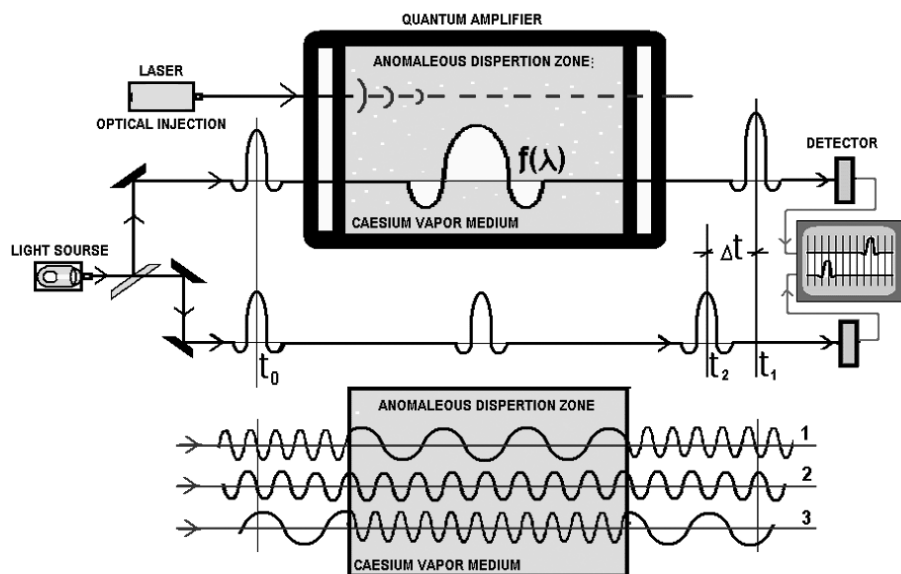 QUANTUM AMPLIFIER
ANOMALEOUS DISPERTION ZONE:
LASER
OPTICAL INJECTION
f(λ)
DETECTOR
CAESIUM VAPOR MEDIUM
LIGHT SOURSE
Δt
t0
t2
t1
ANOMALEOUS DISPERTION ZONE
1
2
3
CAESIUM VAPOR MEDIUM